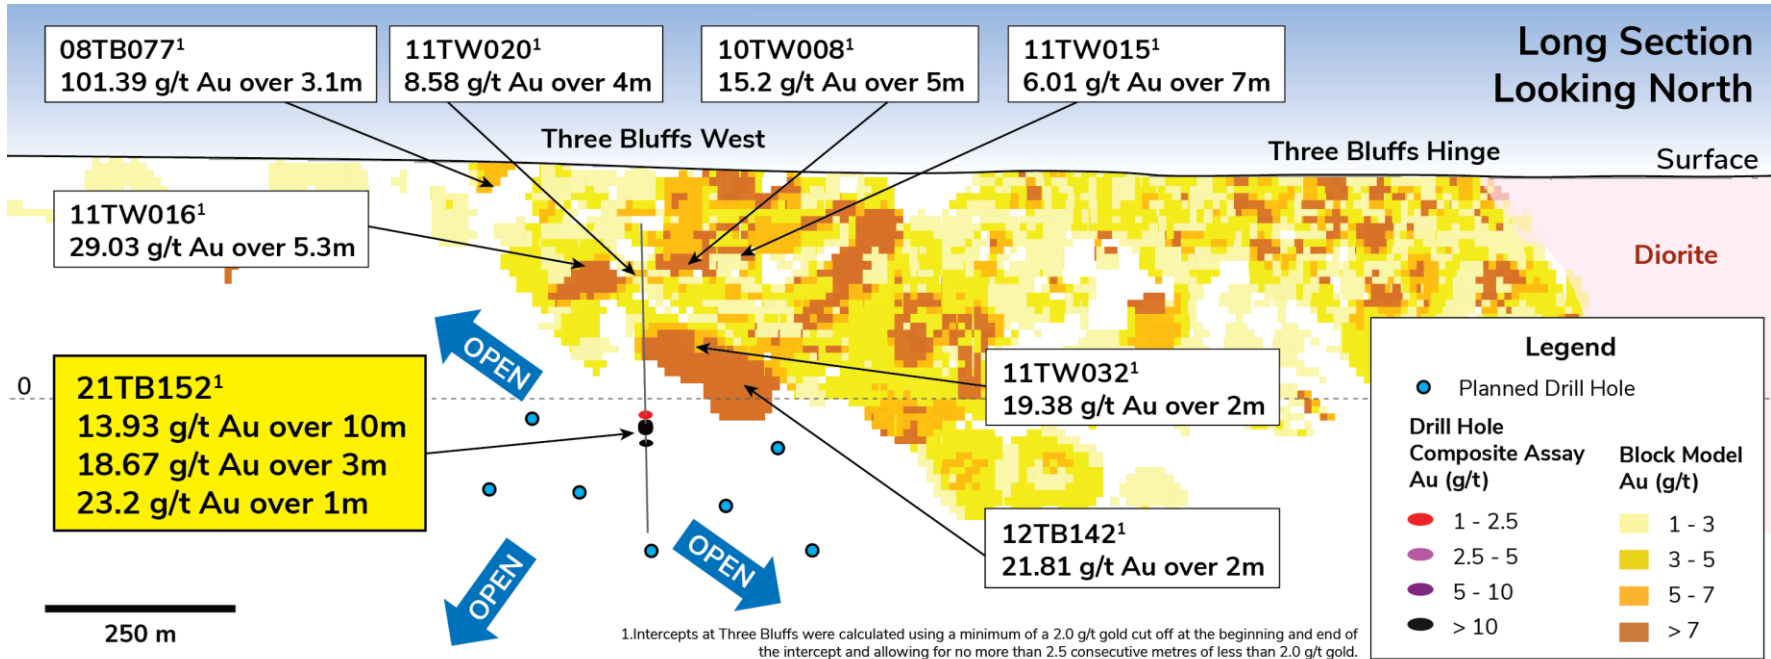 Long Section
Looking North
08TB077¹
101.39 g/t Au over 3.1m
11TW020¹
8.58 g/t Au over 4m
10TW008¹
15.2 g/t Au over 5m
11TW015¹
6.01 g/t Au over 7m
Three Bluffs West
Three Bluffs Hinge
Surface
11TW016¹
29.03 g/t Au over 5.3m
Diorite
OPEN
0
21TB152¹
13.93 g/t Au over 10m
18.67 g/t Au over 3m
23.2 g/t Au over 1m
11TW032¹
19.38 g/t Au over 2m
12TB142¹
21.81 g/t Au over 2m
OPEN
OPEN
250 m
Legend
Planned Drill Hole
Drill Hole
Composite Assay
Au (g/t)
1 - 2.5
2.5 - 5
5 - 10
> 10
Block Model
Au (g/t)
1 - 3
3 - 5
5 - 7
> 7
1.Intercepts at Three Bluffs were calculated using a minimum of a 2.0 g/t gold cut off at the beginning and end of
the intercept and allowing for no more than 2.5 consecutive metres of less than 2.0 g/t gold.